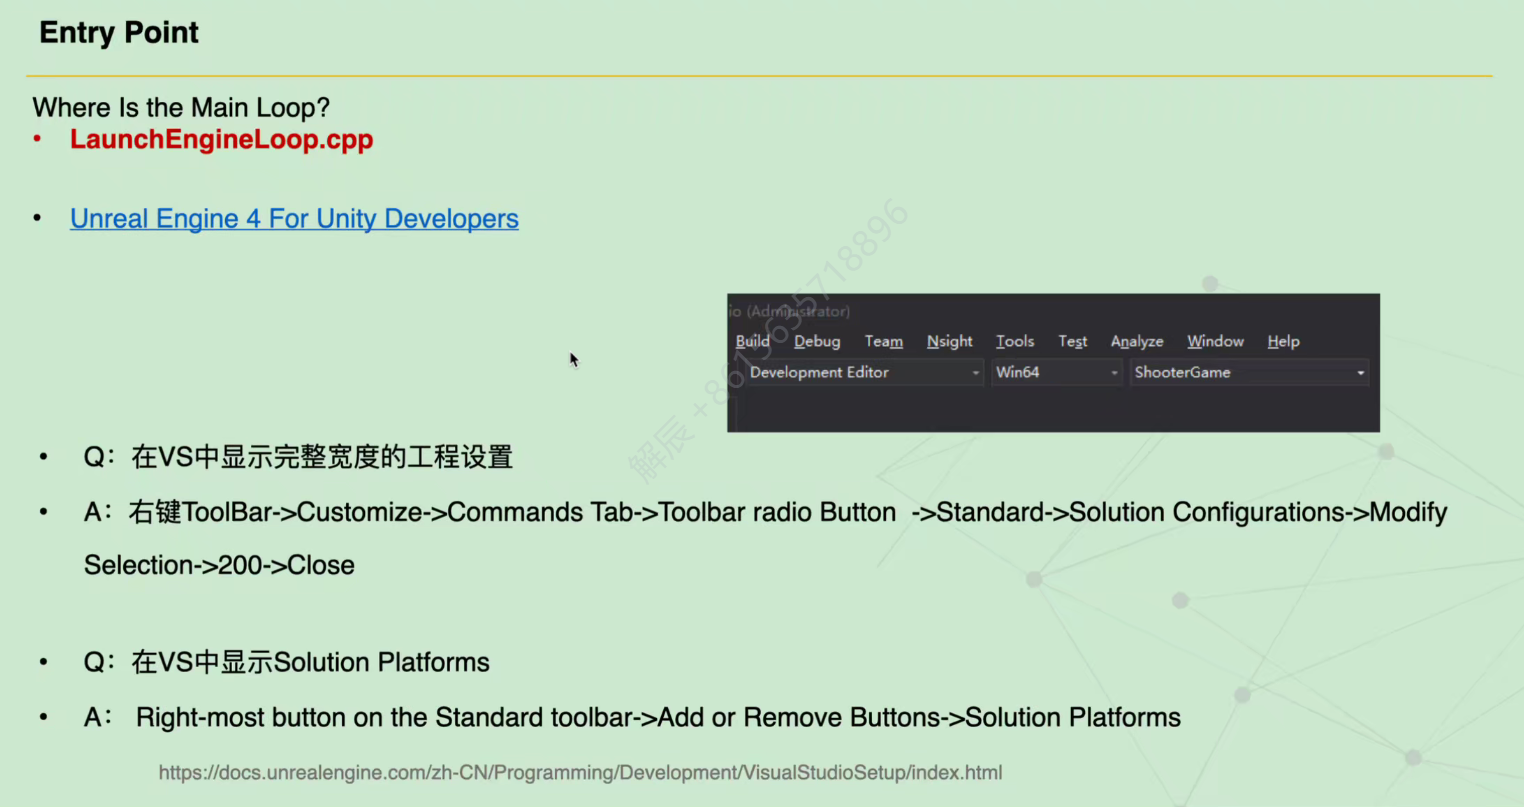 Entry Point
Where Is the Main Loop?
• LaunchEngineLoop.cpp
• Unreal Engine 4 For Unity Developers
io (Administrator)
Build Debug Team Nsight Tools Test Analyze Window Help
Development Editor Win64 ShooterGame
• Q：在VS中显示完整宽度的工程设置
• A：右键ToolBar->Customize->Commands Tab->Toolbar radio Button ->Standard->Solution Configurations->Modify
Selection->200->Close
• Q：在VS中显示Solution Platforms
• A： Right-most button on the Standard toolbar->Add or Remove Buttons->Solution Platforms
https://docs.unrealengine.com/zh-CN/Programming/Development/VisualStudioSetup/index.html